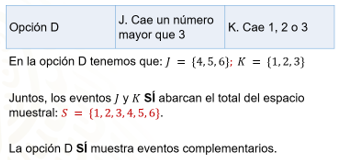 Opción D
J. Cae un número
mayor que 3
K. Cae 1, 2 o 3
En la opción D tenemos que: J = {4, 5, 6}; K = {1, 2, 3}
Juntos, los eventos J y K SÍ abarcan el total del espacio
muestral: S = {1, 2, 3, 4, 5, 6}.
La opción D SÍ muestra eventos complementarios.